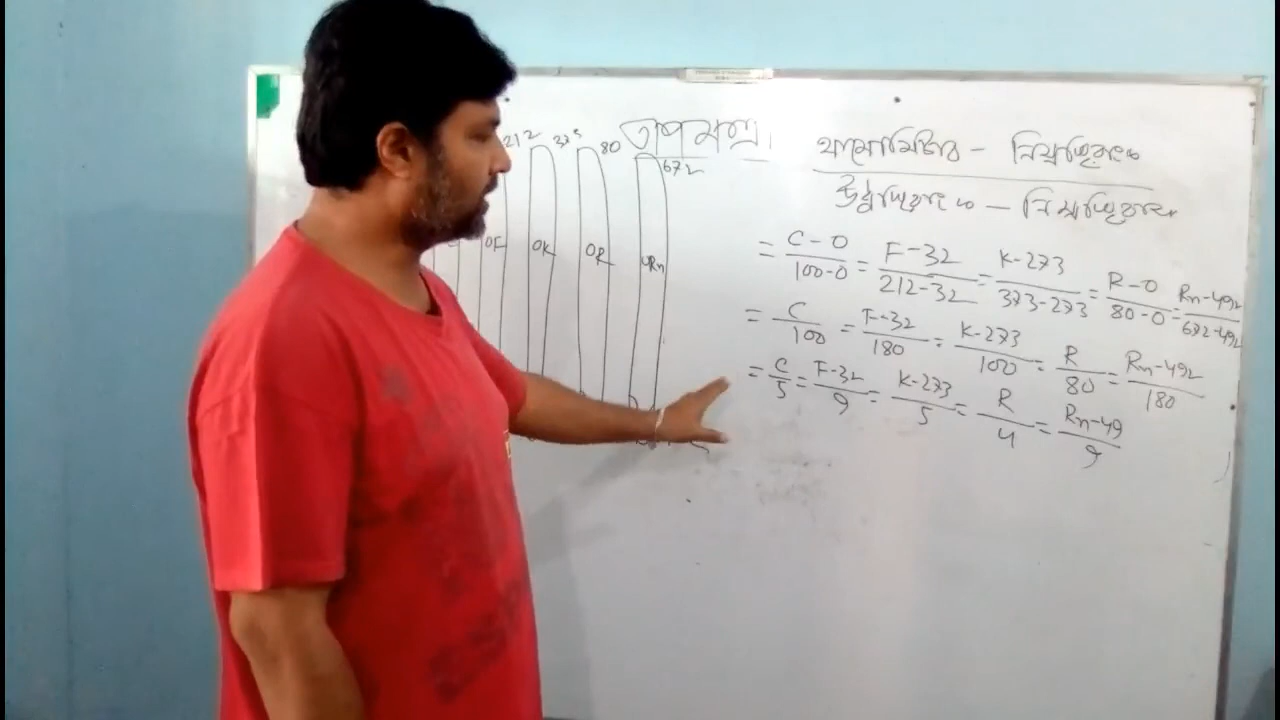 তাপমাত্রা।
212 373 80 672
থার্মোমিটার - নিম্নস্থিরাংক
ঊর্ধ্বস্থিরাংক - নিম্নস্থিরাংক
0F 0K 0R 0Rn
= C-0/100-0 = F-32/212-32 = K-273/373-273 = R-0/80-0 = Rn-492/672-492
= C/100 = F-32/180 = K-273/100 = R/80 = Rn-492/180
= C/5 = F-32/9 = K-273/5 = R/4 = Rn-49/9